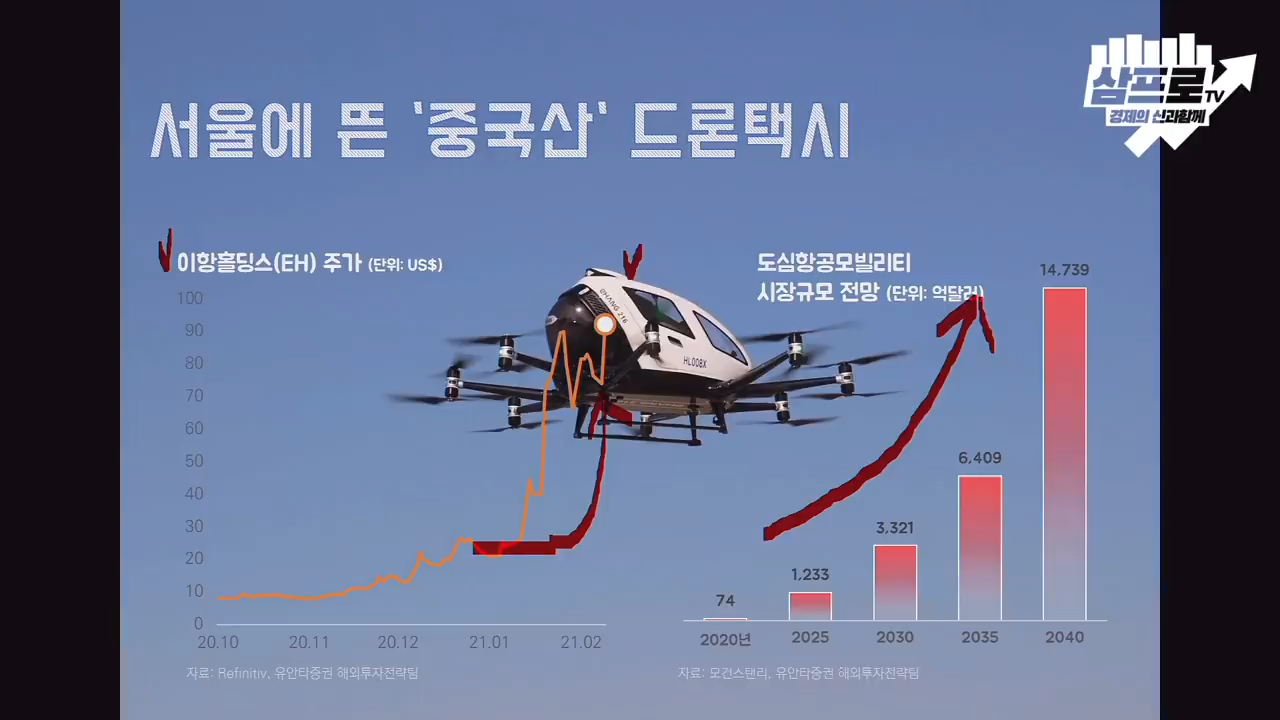 서울에 뜬 '중국산' 드론택시
삼프로TV
경제의 신과함께
이항홀딩스(EH) 주가 (단위: US$)
100
90
80
70
60
50
40
30
20
10
0
20.10 20.11 20.12 21.01 21.02
자료: Refinitiv, 유안타증권 해외투자전략팀
EHANG 216
HL008X
도심항공모빌리티
시장규모 전망 (단위: 억달러)
74
1,233
3,321
6,409
14,739
2020년 2025 2030 2035 2040
자료: 모건스탠리, 유안타증권 해외투자전략팀